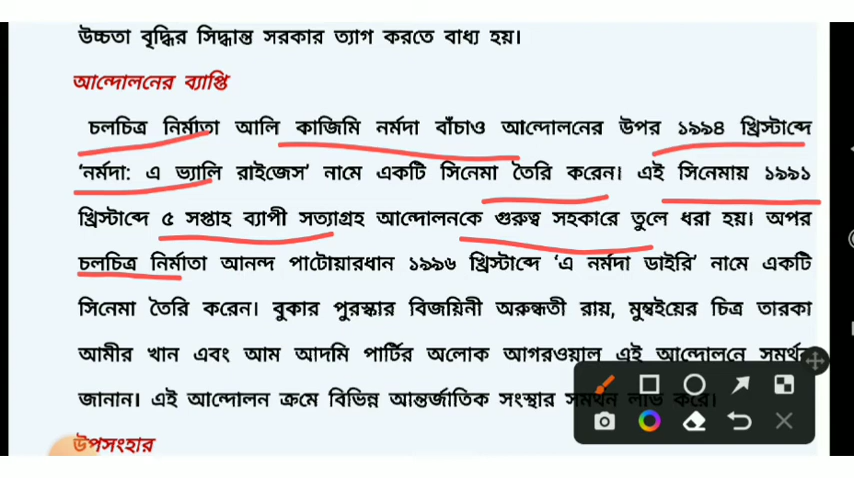 উচ্চতা বৃদ্ধির সিদ্ধান্ত সরকার ত্যাগ করতে বাধ্য হয়।
আন্দোলনের ব্যাপ্তি
চলচিত্র নির্মাতা আলি কাজিমি নর্মদা বাঁচাও আন্দোলনের উপর ১৯৯৪ খ্রিস্টাব্দে
‘নর্মদা: এ ভ্যালি রাইজেস’ নামে একটি সিনেমা তৈরি করেন। এই সিনেমায় ১৯৯১
খ্রিস্টাব্দে ৫ সপ্তাহ ব্যাপী সত্যাগ্রহ আন্দোলনকে গুরুত্ব সহকারে তুলে ধরা হয়। অপর
চলচিত্র নির্মাতা আনন্দ পাটোয়ারধান ১৯৯৬ খ্রিস্টাব্দে ‘এ নর্মদা ডাইরি’ নামে একটি
সিনেমা তৈরি করেন। বুকার পুরস্কার বিজয়িনী অরুন্ধতী রায়, মুম্বইয়ের চিত্র তারকা
আমীর খান এবং আম আদমি পার্টির অলোক আগরওয়াল এই আন্দোলনে সমর্থন
জানান। এই আন্দোলন ক্রমে বিভিন্ন আন্তর্জাতিক সংস্থার সমর্থন লাভ করে।
উপসংহার